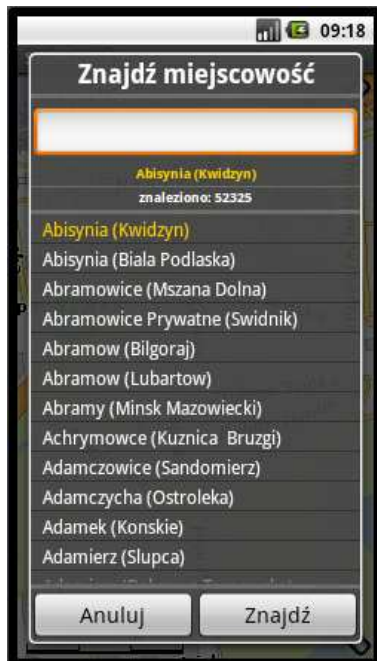 09:18
Znajdź miejscowość
Abisynia (Kwidzyn)
znaleziono: 52325
Abisynia (Kwidzyn)
Abisynia (Biala Podlaska)
Abramowice (Mszana Dolna)
Abramowice Prywatne (Swidnik)
Abramow (Bilgoraj)
Abramow (Lubartow)
Abramy (Minsk Mazowiecki)
Achrymowce (Kuznica Bruzgi)
Adamczowice (Sandomierz)
Adamczycha (Ostroleka)
Adamek (Konskie)
Adamierz (Slupca)
Anuluj Znajdź